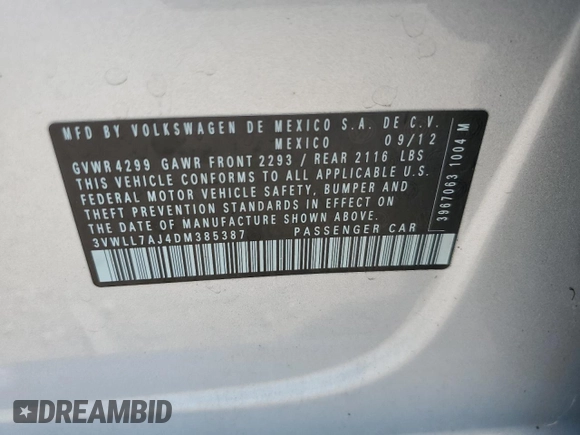 MFD BY VOLKSWAGEN DE MEXICO S.A. DE C.V.
MEXICO 09/12
GVWR 4299 GAWR FRONT 2293 / REAR 2116 LBS
THIS VEHICLE CONFORMS TO ALL APPLICABLE U.S.
FEDERAL MOTOR VEHICLE SAFETY, BUMPER AND
THEFT PREVENTION STANDARDS IN EFFECT ON
THE DATE OF MANUFACTURE SHOWN ABOVE.
3VWLL7AJ4DM385387 PASSENGER CAR
3967063 1004 M
DREAMBID